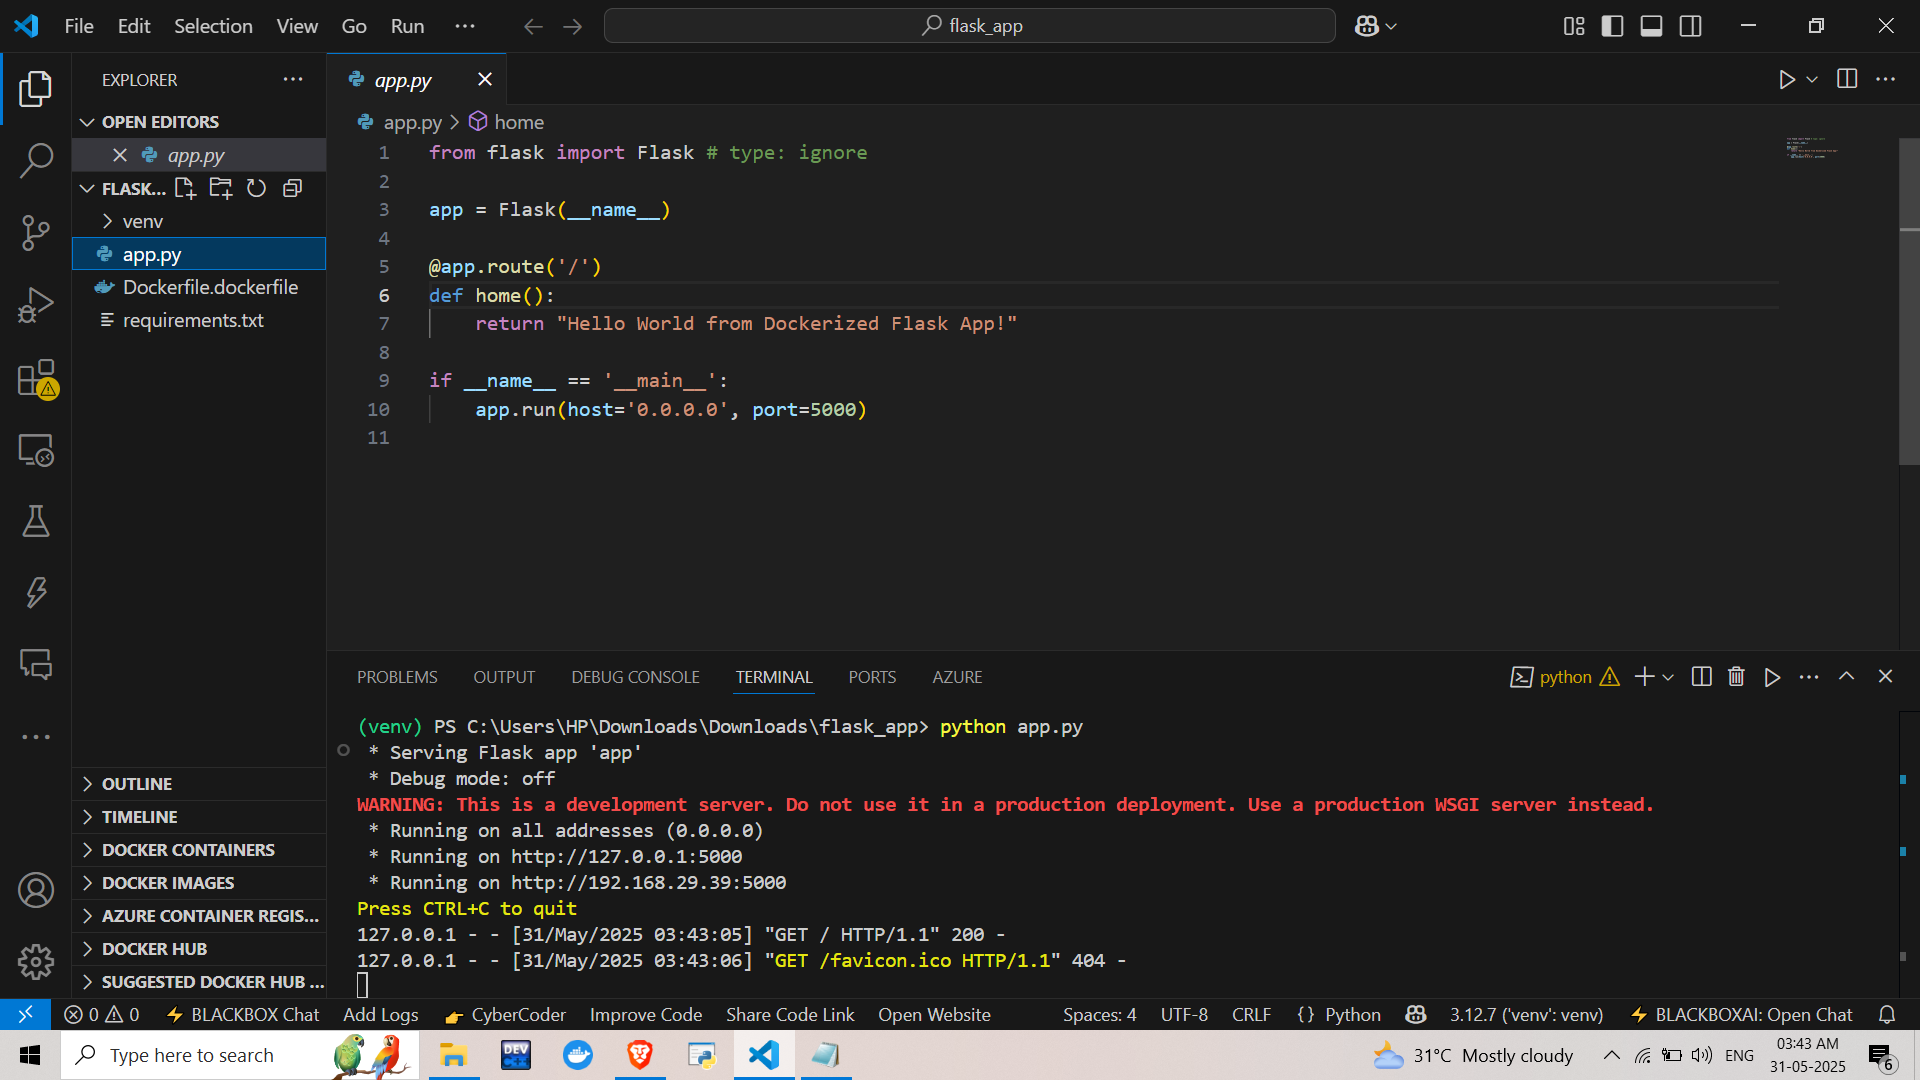 File Edit Selection View Go Run ··· flask_app
EXPLORER ···
OPEN EDITORS
app.py
FLASK...
venv
app.py
Dockerfile.dockerfile
requirements.txt
OUTLINE
TIMELINE
DOCKER CONTAINERS
DOCKER IMAGES
AZURE CONTAINER REGIS...
DOCKER HUB
SUGGESTED DOCKER HUB ...
app.py
app.py > home
1 from flask import Flask # type: ignore
2
3 app = Flask(__name__)
4
5 @app.route('/')
6 def home():
7     return "Hello World from Dockerized Flask App!"
8
9 if __name__ == '__main__':
10     app.run(host='0.0.0.0', port=5000)
11
PROBLEMS OUTPUT DEBUG CONSOLE TERMINAL PORTS AZURE python
(venv) PS C:\Users\HP\Downloads\Downloads\flask_app> python app.py
 * Serving Flask app 'app'
 * Debug mode: off
WARNING: This is a development server. Do not use it in a production deployment. Use a production WSGI server instead.
 * Running on all addresses (0.0.0.0)
 * Running on http://127.0.0.1:5000
 * Running on http://192.168.29.39:5000
Press CTRL+C to quit
127.0.0.1 - - [31/May/2025 03:43:05] "GET / HTTP/1.1" 200 -
127.0.0.1 - - [31/May/2025 03:43:06] "GET /favicon.ico HTTP/1.1" 404 -
0 0 BLACKBOX Chat Add Logs CyberCoder Improve Code Share Code Link Open Website Spaces: 4 UTF-8 CRLF {} Python 3.12.7 ('venv': venv) BLACKBOXAI: Open Chat
Type here to search DEV C++ 31°C Mostly cloudy ENG 03:43 AM
31-05-2025 6